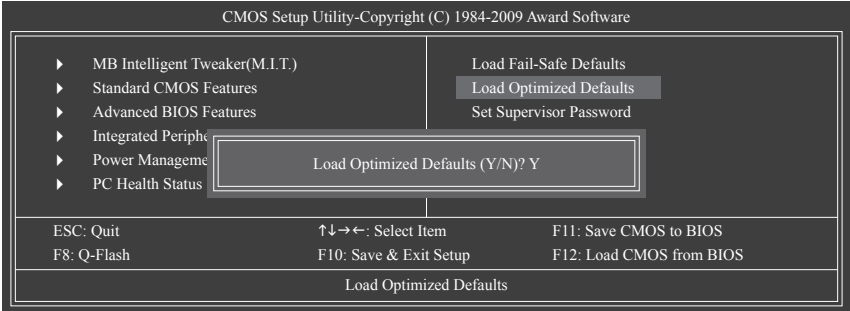 CMOS Setup Utility-Copyright (C) 1984-2009 Award Software
MB Intelligent Tweaker(M.I.T.)
Standard CMOS Features
Advanced BIOS Features
Integrated Periphe
Power Manageme
PC Health Status
Load Fail-Safe Defaults
Load Optimized Defaults
Set Supervisor Password
Load Optimized Defaults (Y/N)? Y
ESC: Quit
↑↓→←: Select Item
F11: Save CMOS to BIOS
F8: Q-Flash
F10: Save & Exit Setup
F12: Load CMOS from BIOS
Load Optimized Defaults